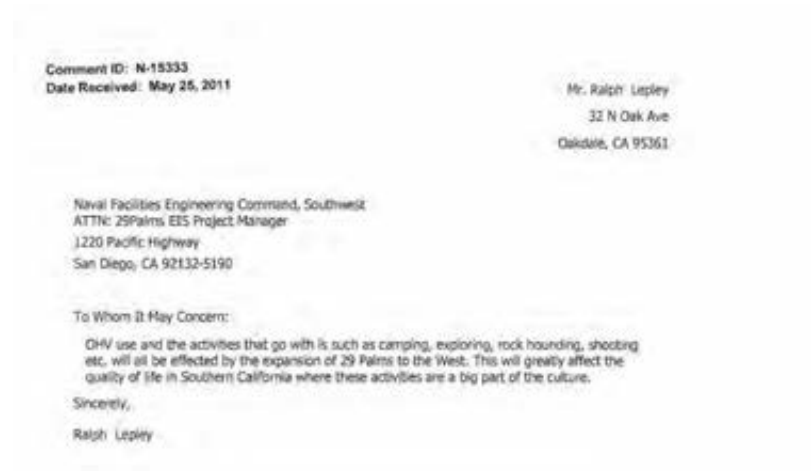 Comment ID: N-15333
Date Received: May 25, 2011
Mr. Ralph Lepley
32 N Oak Ave
Oakdale, CA 95361
Naval Facilities Engineering Command, Southwest
ATTN: 29Palms EIS Project Manager
1220 Pacific Highway
San Diego, CA 92132-5190
To Whom It May Concern:
OHV use and the activities that go with is such as camping, exploring, rock hounding, shooting
etc. will all be effected by the expansion of 29 Palms to the West. This will greatly affect the
quality of life in Southern California where these activities are a big part of the culture.
Sincerely,
Ralph Lepley